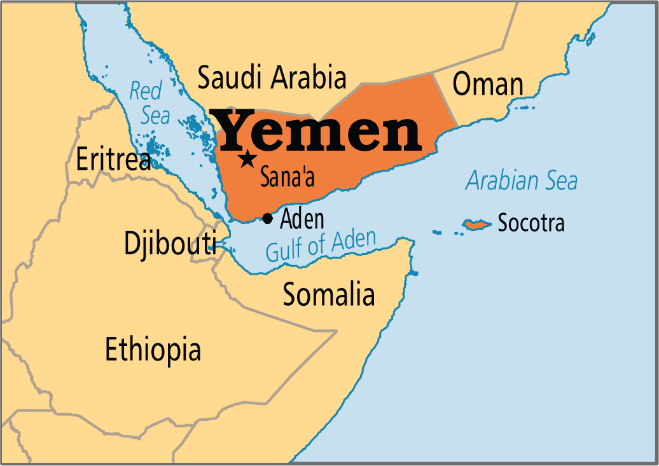 Saudi Arabia
Oman
Red
Sea
Yemen
Eritrea
Sana'a
Arabian Sea
Aden
Socotra
Djibouti
Gulf of Aden
Somalia
Ethiopia